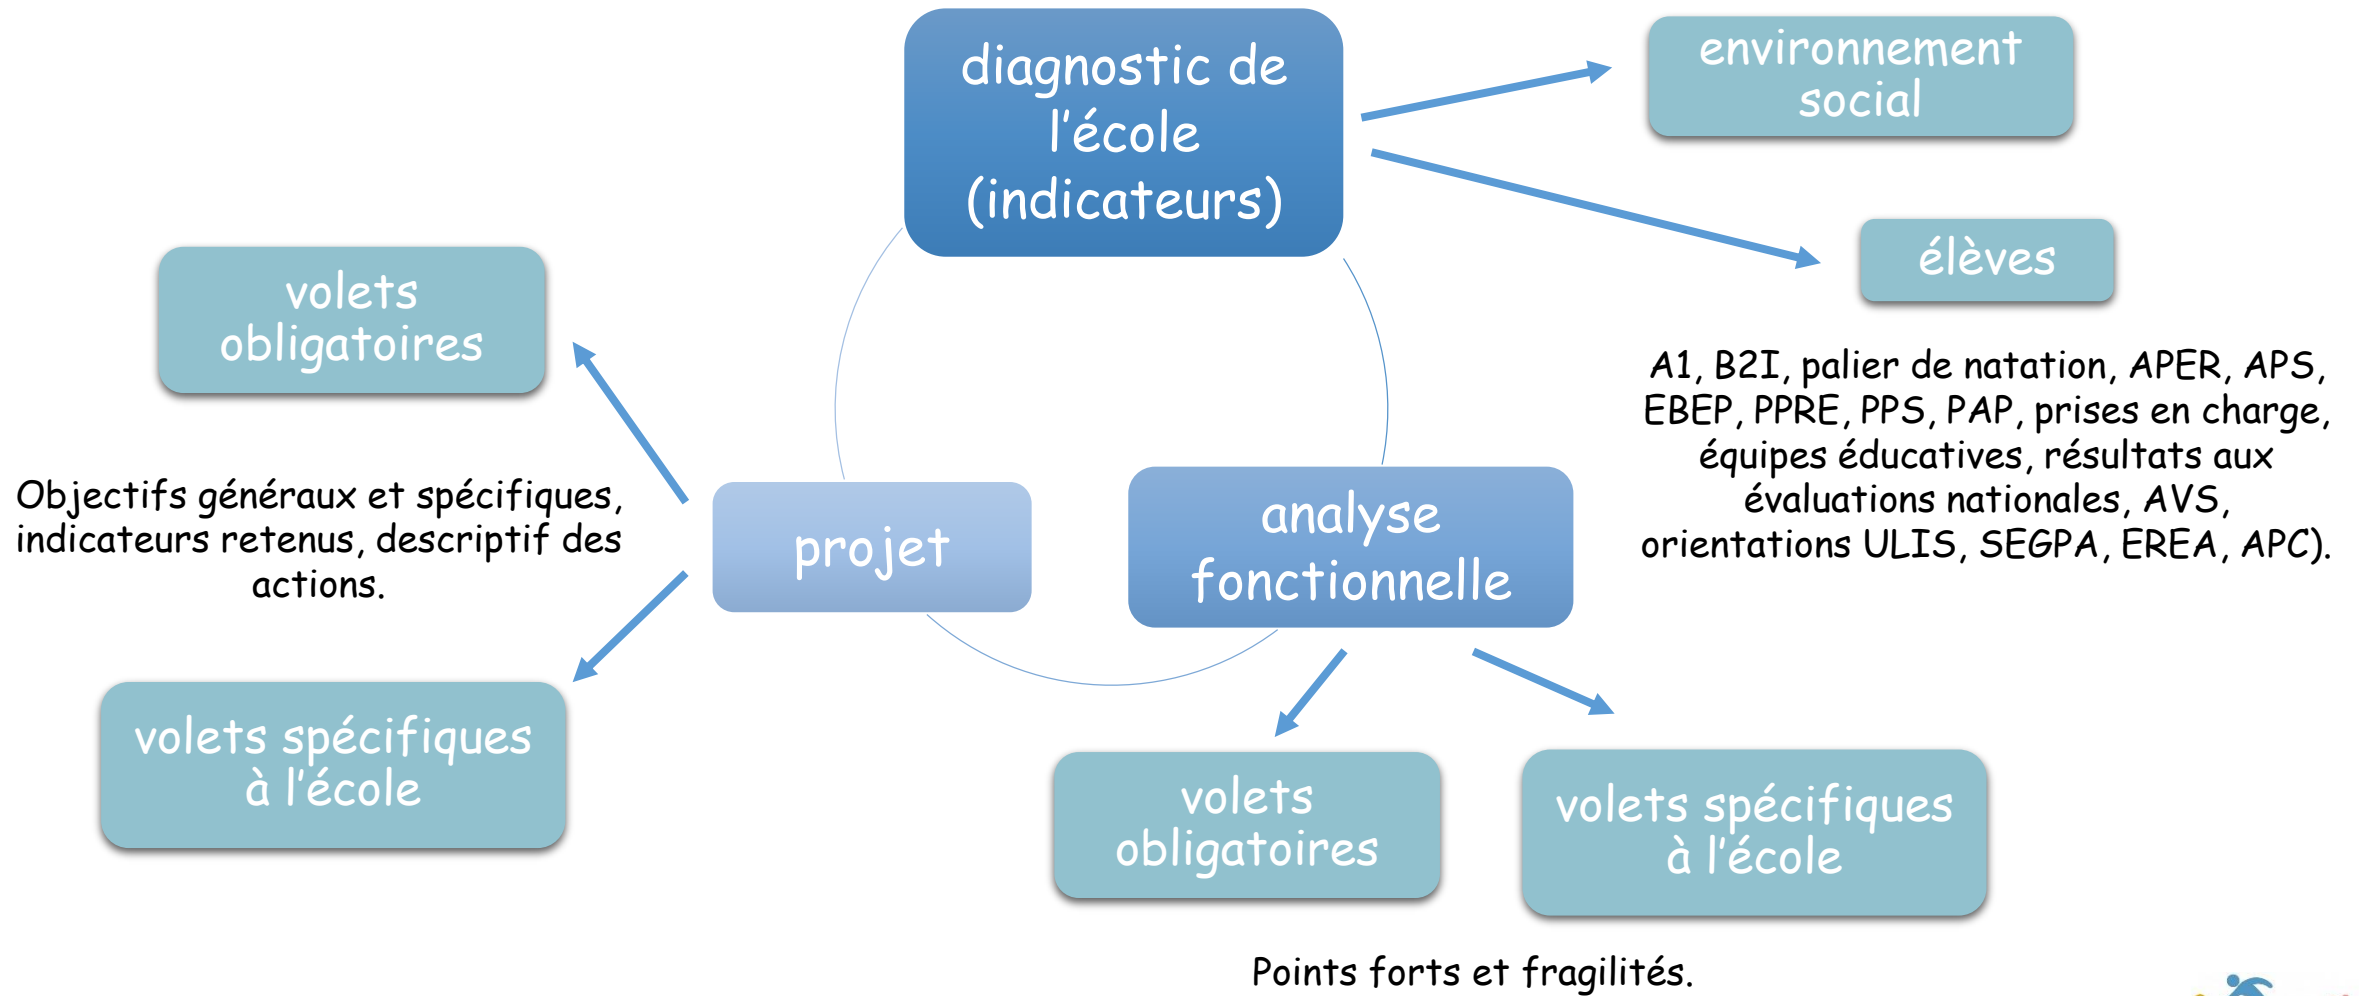 diagnostic de
l'école
(indicateurs)
environnement
social
élèves
A1, B2I, palier de natation, APER, APS,
EBEP, PPRE, PPS, PAP, prises en charge,
équipes éducatives, résultats aux
évaluations nationales, AVS,
orientations ULIS, SEGPA, EREA, APC).
volets
obligatoires
Objectifs généraux et spécifiques,
indicateurs retenus, descriptif des
actions.
projet
volets spécifiques
à l'école
analyse
fonctionnelle
volets
obligatoires
volets spécifiques
à l'école
Points forts et fragilités.